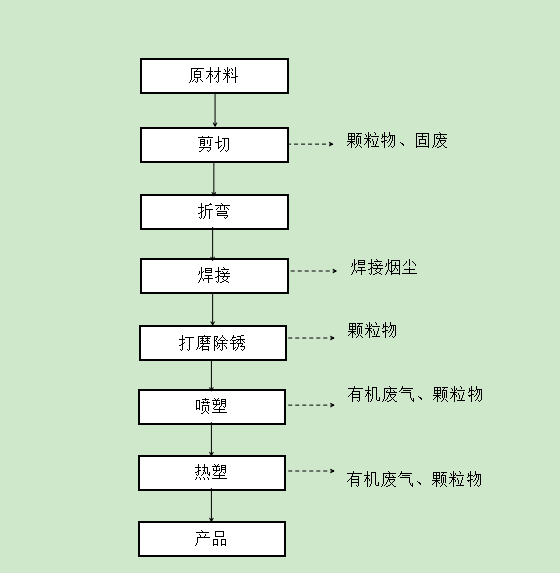 原材料
剪切
颗粒物、固废
折弯
焊接
焊接烟尘
打磨除锈
颗粒物
喷塑
有机废气、颗粒物
热塑
有机废气、颗粒物
产品